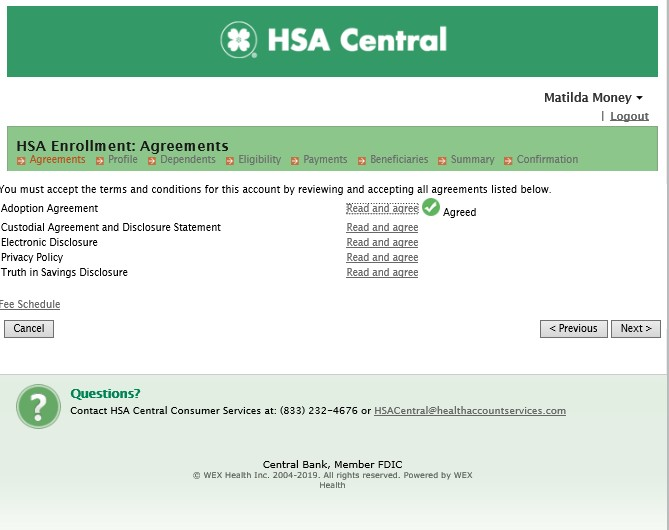 HSA Central
Matilda Money
| Logout
HSA Enrollment: Agreements
Agreements Profile Dependents Eligibility Payments Beneficiaries Summary Confirmation
You must accept the terms and conditions for this account by reviewing and accepting all agreements listed below.
Adoption Agreement Read and agree Agreed
Custodial Agreement and Disclosure Statement Read and agree
Electronic Disclosure Read and agree
Privacy Policy Read and agree
Truth in Savings Disclosure Read and agree
Fee Schedule
Cancel < Previous Next >
? Questions?
Contact HSA Central Consumer Services at: (833) 232-4676 or HSACentral@healthaccountservices.com
Central Bank, Member FDIC
© WEX Health Inc. 2004-2019. All rights reserved. Powered by WEX
Health